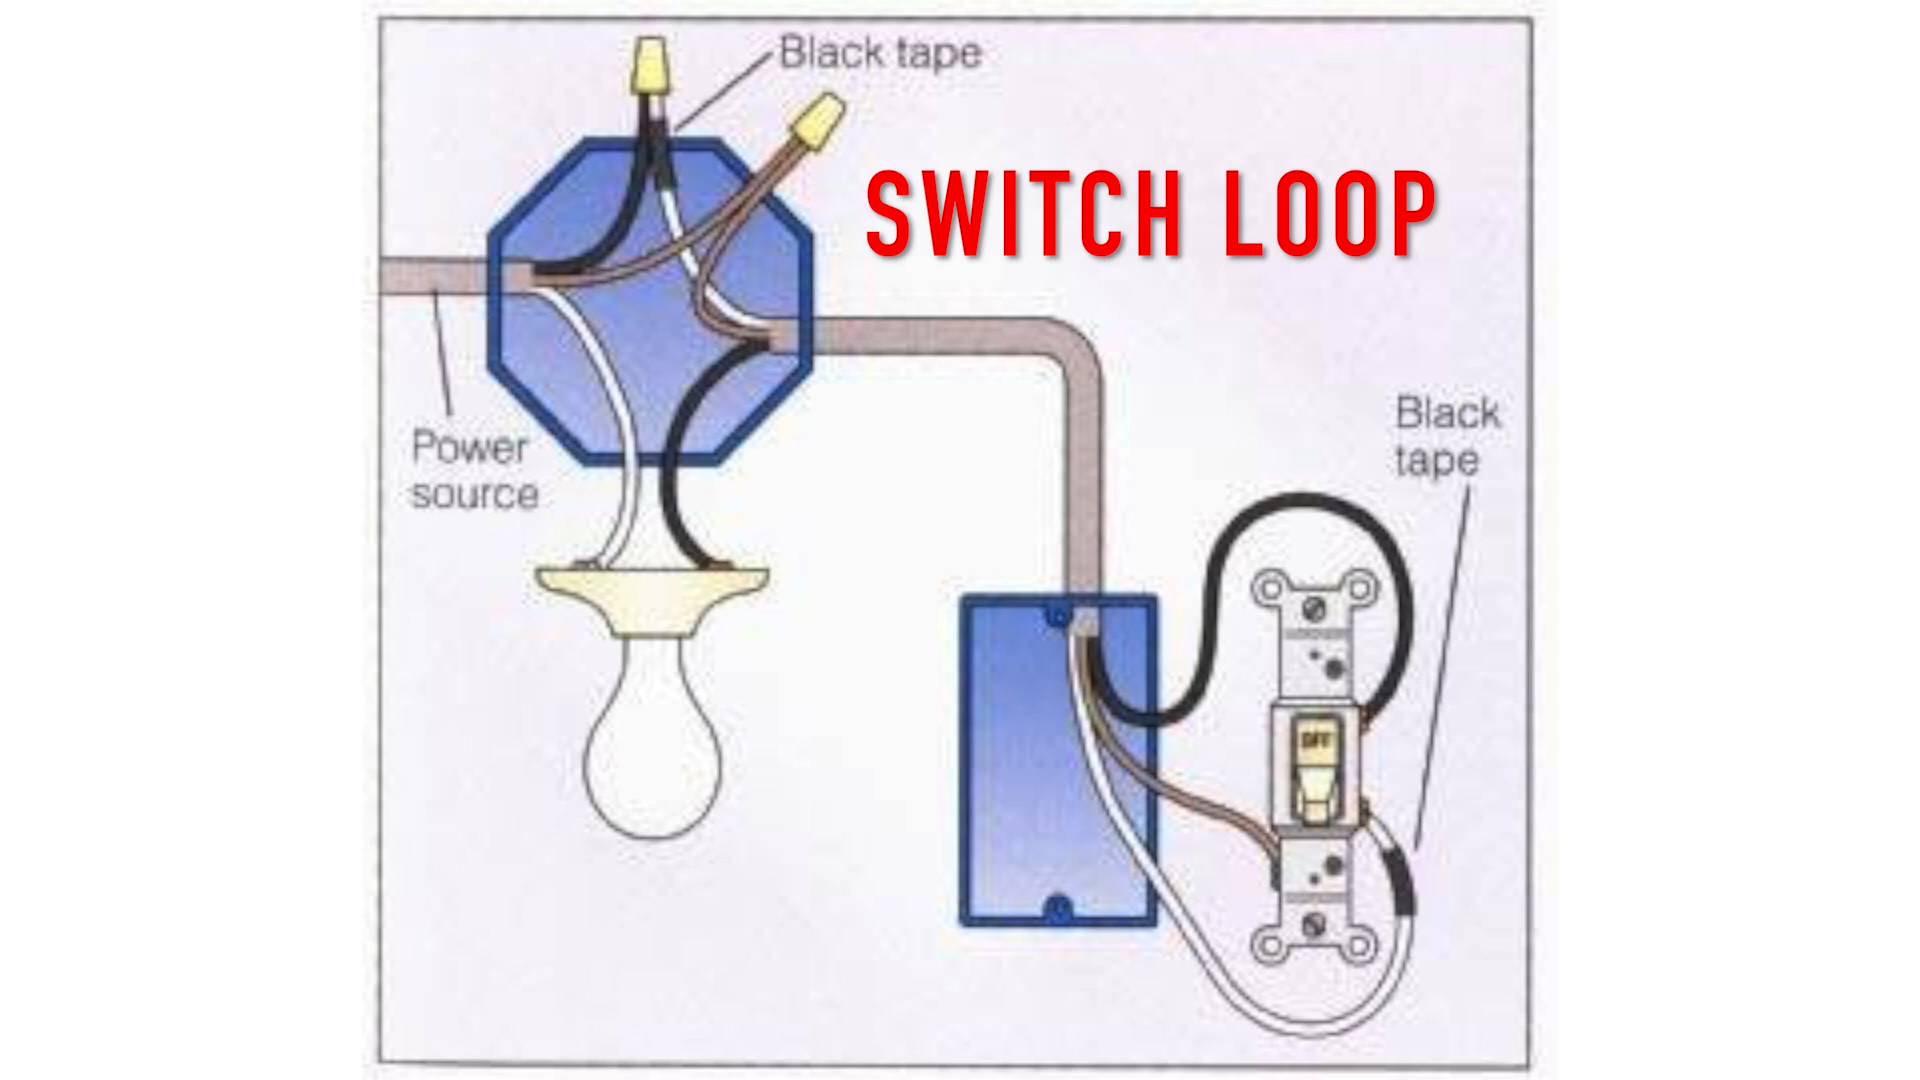 Black tape
SWITCH LOOP
Power
source
Black
tape
OFF